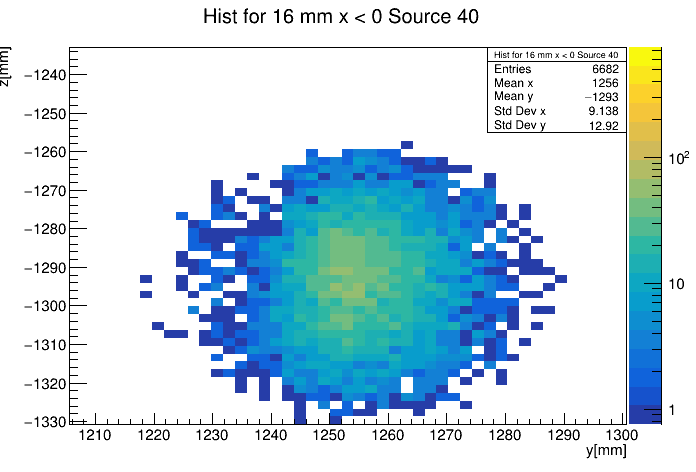 Hist for 16 mm x < 0 Source 40
z[mm]
Hist for 16 mm x < 0 Source 40
Entries 6682
Mean x 1256
Mean y −1293
Std Dev x 9.138
Std Dev y 12.92
−1240
−1250
−1260
−1270
−1280
−1290
−1300
−1310
−1320
−1330
10²
10
1
1210 1220 1230 1240 1250 1260 1270 1280 1290 1300
y[mm]